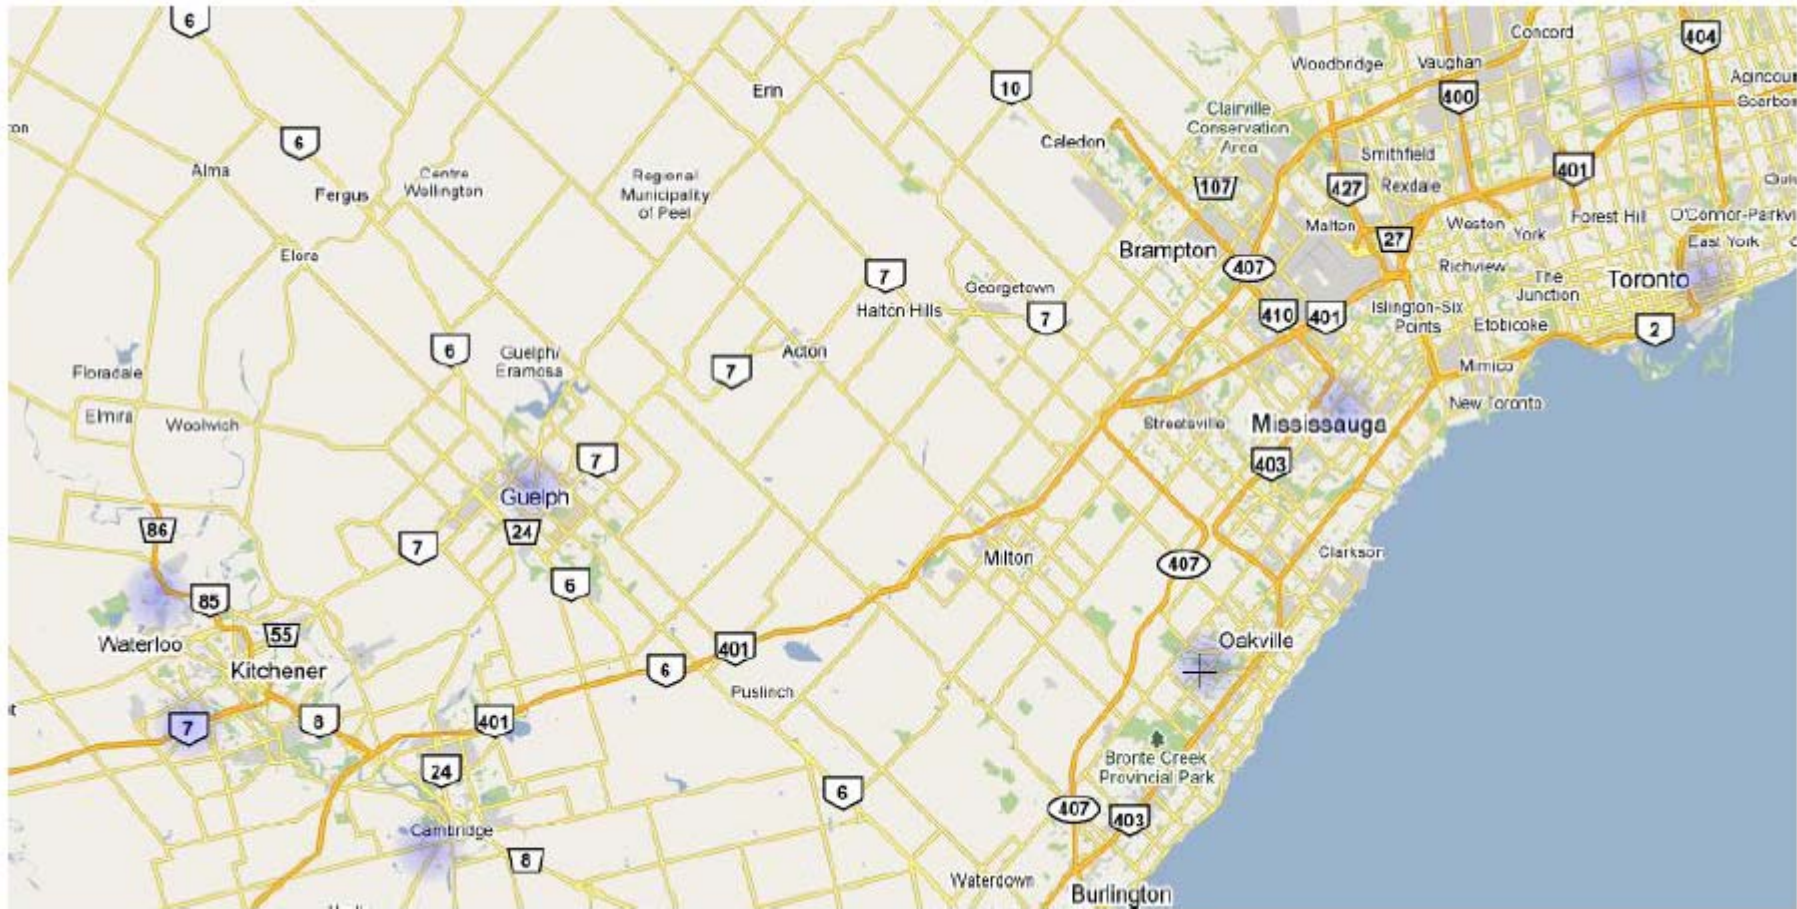 6
404
Concord
Woodbridge
Vaughan
Agincour
Erin
10
400
Scarbor
Clairville
Conservation
Area
Caledon
6
Smithfield
401
Alma
Centre
Wellington
Regional
Municipality
of Peel
107
427
Rexdale
Fergus
Forest Hill
O'Connor-Parkvi
Malton
27
Weston
York
East York
Elora
Brampton
407
Richview
7
Georgetown
The
Junction
Toronto
Halton Hills
7
410
401
Islington-Six
Points
Etobicoke
2
6
Guelph/
Eramosa
Acton
7
Floradale
Mimico
New Toronto
Elmira
Woolwich
Streetsville
Mississauga
7
403
Guelph
24
86
7
Milton
Clarkson
407
6
85
55
Waterloo
401
Oakville
Kitchener
6
Puslinch
7
8
401
Bronte Creek
Provincial Park
24
6
407
403
Cambridge
8
Waterdown
Burlington